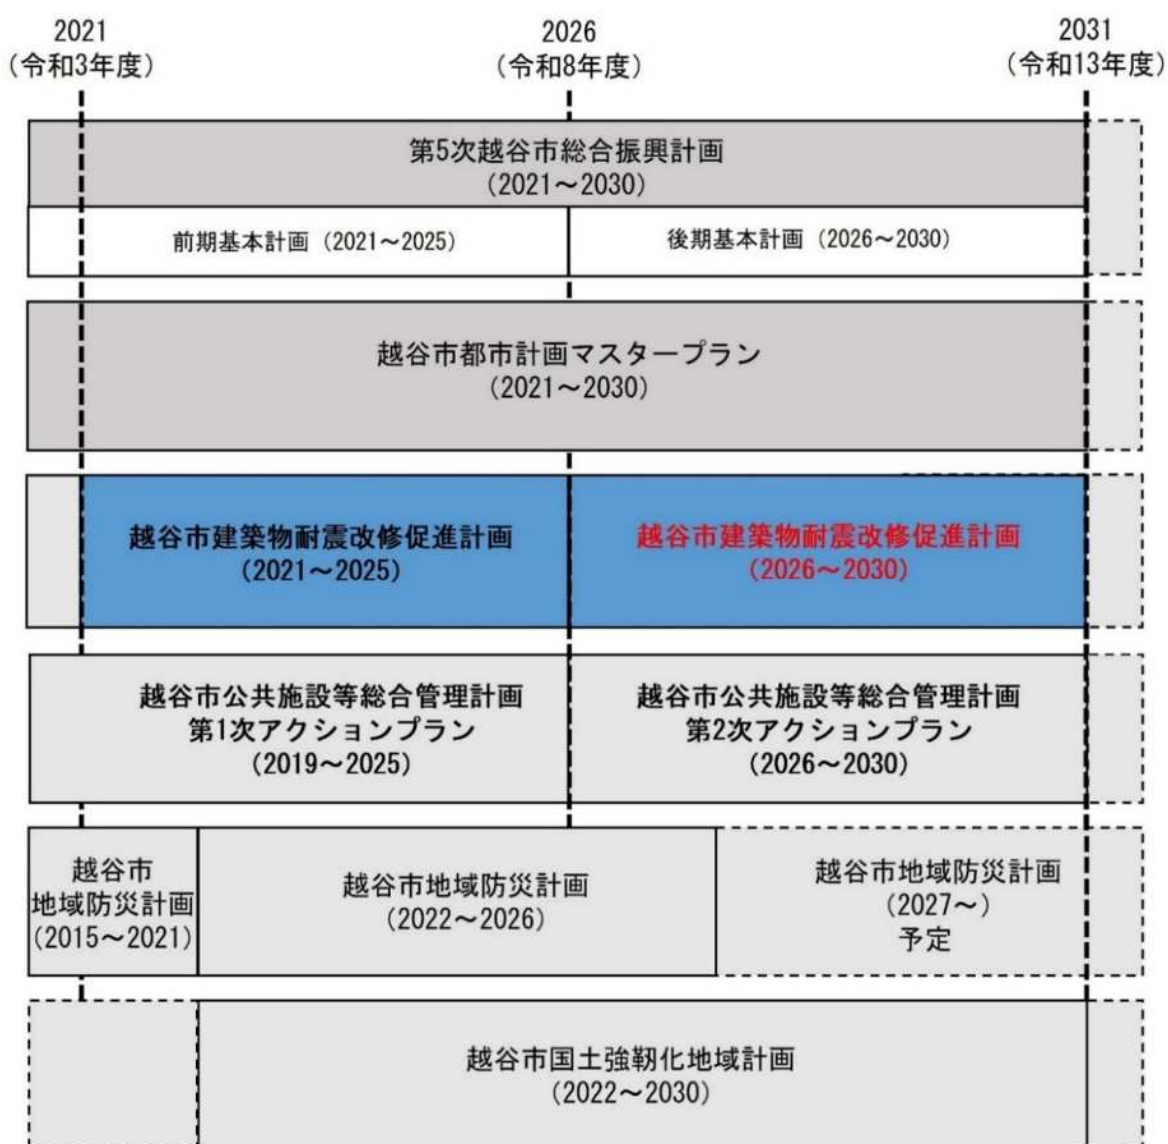 2021
(令和3年度)
2026
(令和8年度)
2031
(令和13年度)
第5次越谷市総合振興計画
(2021～2030)
前期基本計画 (2021～2025)
後期基本計画 (2026～2030)
越谷市都市計画マスタープラン
(2021～2030)
越谷市建築物耐震改修促進計画
(2021～2025)
越谷市建築物耐震改修促進計画
(2026～2030)
越谷市公共施設等総合管理計画
第1次アクションプラン
(2019～2025)
越谷市公共施設等総合管理計画
第2次アクションプラン
(2026～2030)
越谷市
地域防災計画
(2015～2021)
越谷市地域防災計画
(2022～2026)
越谷市地域防災計画
(2027～)
予定
越谷市国土強靭化地域計画
(2022～2030)